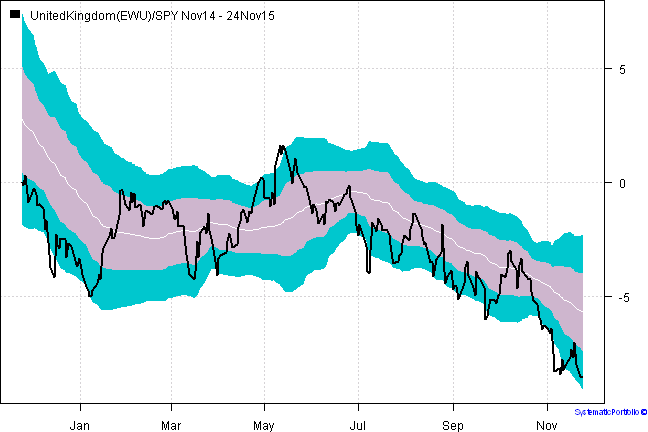 UnitedKingdom(EWU)/SPY Nov14 - 24Nov15
5
0
-5
Jan Mar May Jul Sep Nov
SystematicPortfolio ©